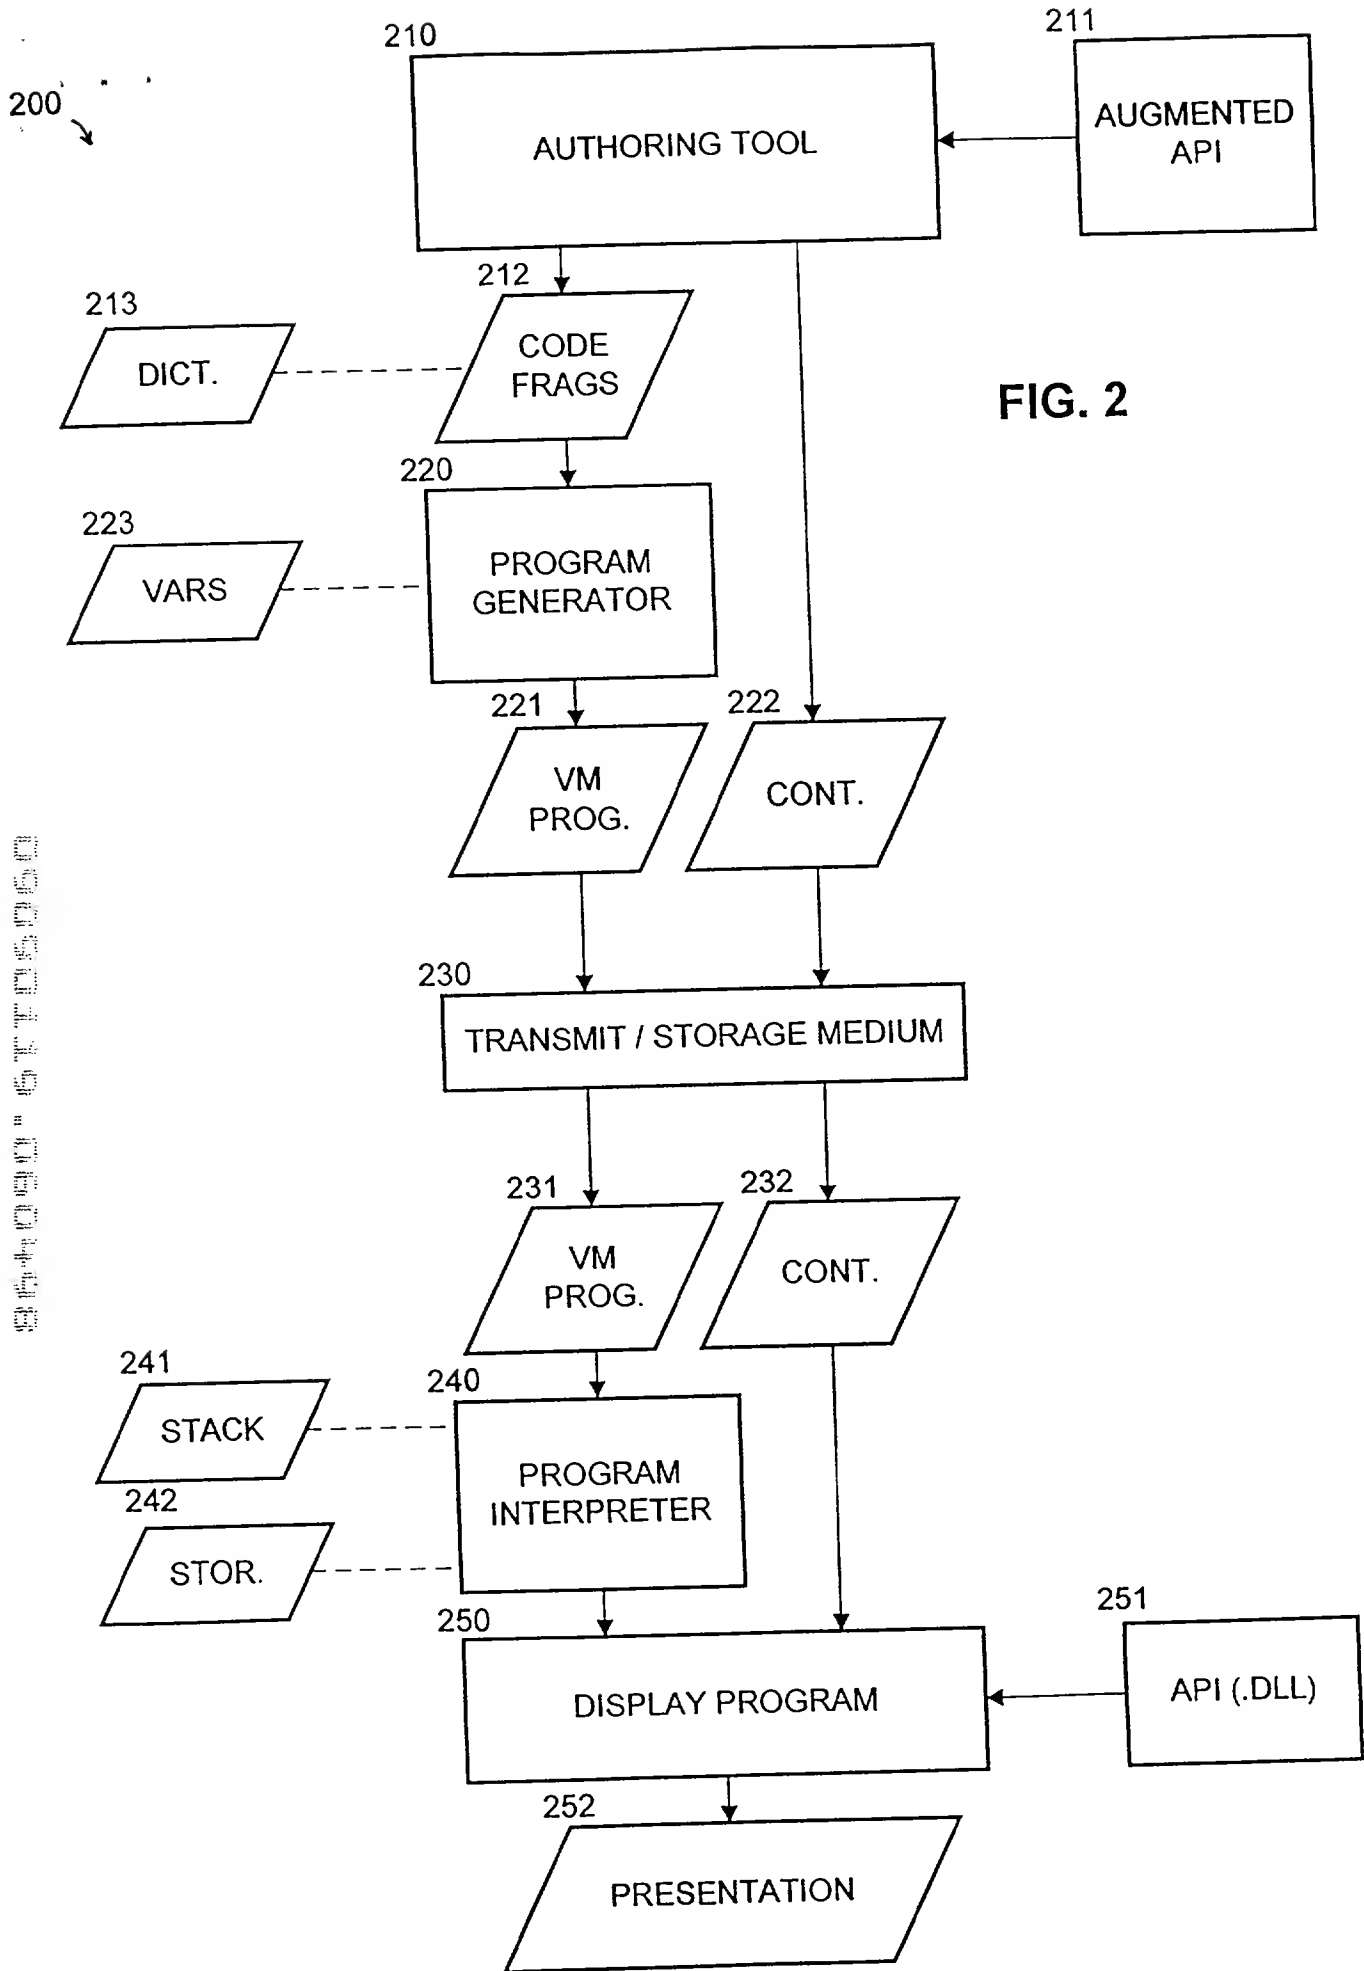 210
211
200
AUTHORING TOOL
AUGMENTED
API
212
213
CODE
FRAGS
DICT.
FIG. 2
220
223
PROGRAM
GENERATOR
VARS
221
222
VM
PROG.
CONT.
230
TRANSMIT / STORAGE MEDIUM
231
232
VM
PROG.
CONT.
241
240
STACK
PROGRAM
INTERPRETER
242
STOR.
250
251
DISPLAY PROGRAM
API (.DLL)
252
PRESENTATION
09090119.060498